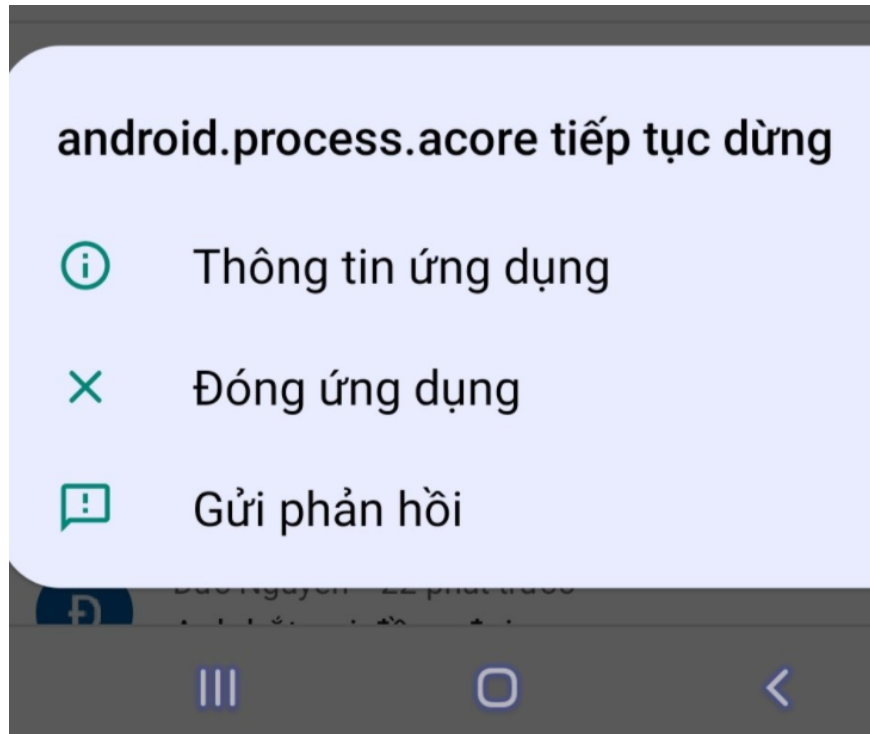 android.process.acore tiếp tục dừng
Thông tin ứng dụng
Đóng ứng dụng
Gửi phản hồi
Đ